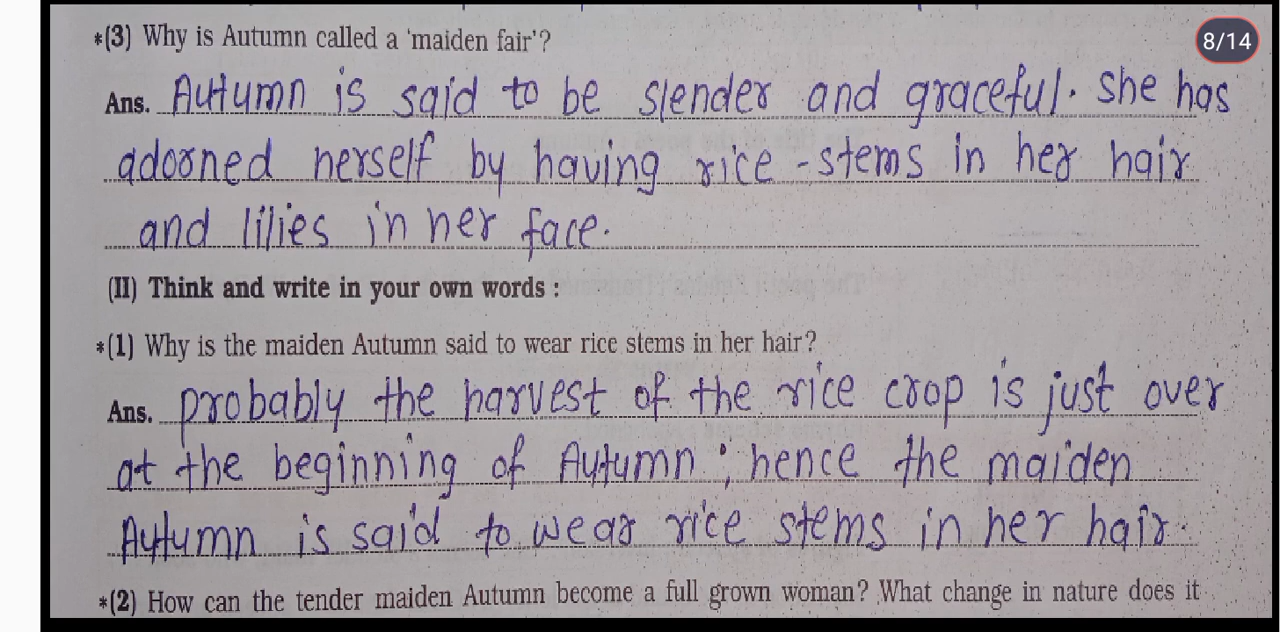 *(3) Why is Autumn called a 'maiden fair'?
8/14
Ans. Autumn is said to be slender and graceful. She has
adorned herself by having rice-stems in her hair
and lilies in her face.
(II) Think and write in your own words :
*(1) Why is the maiden Autumn said to wear rice stems in her hair?
Ans. probably the harvest of the rice crop is just over
at the beginning of Autumn ; hence the maiden
Autumn is said to wear rice stems in her hair.
*(2) How can the tender maiden Autumn become a full grown woman? What change in nature does it